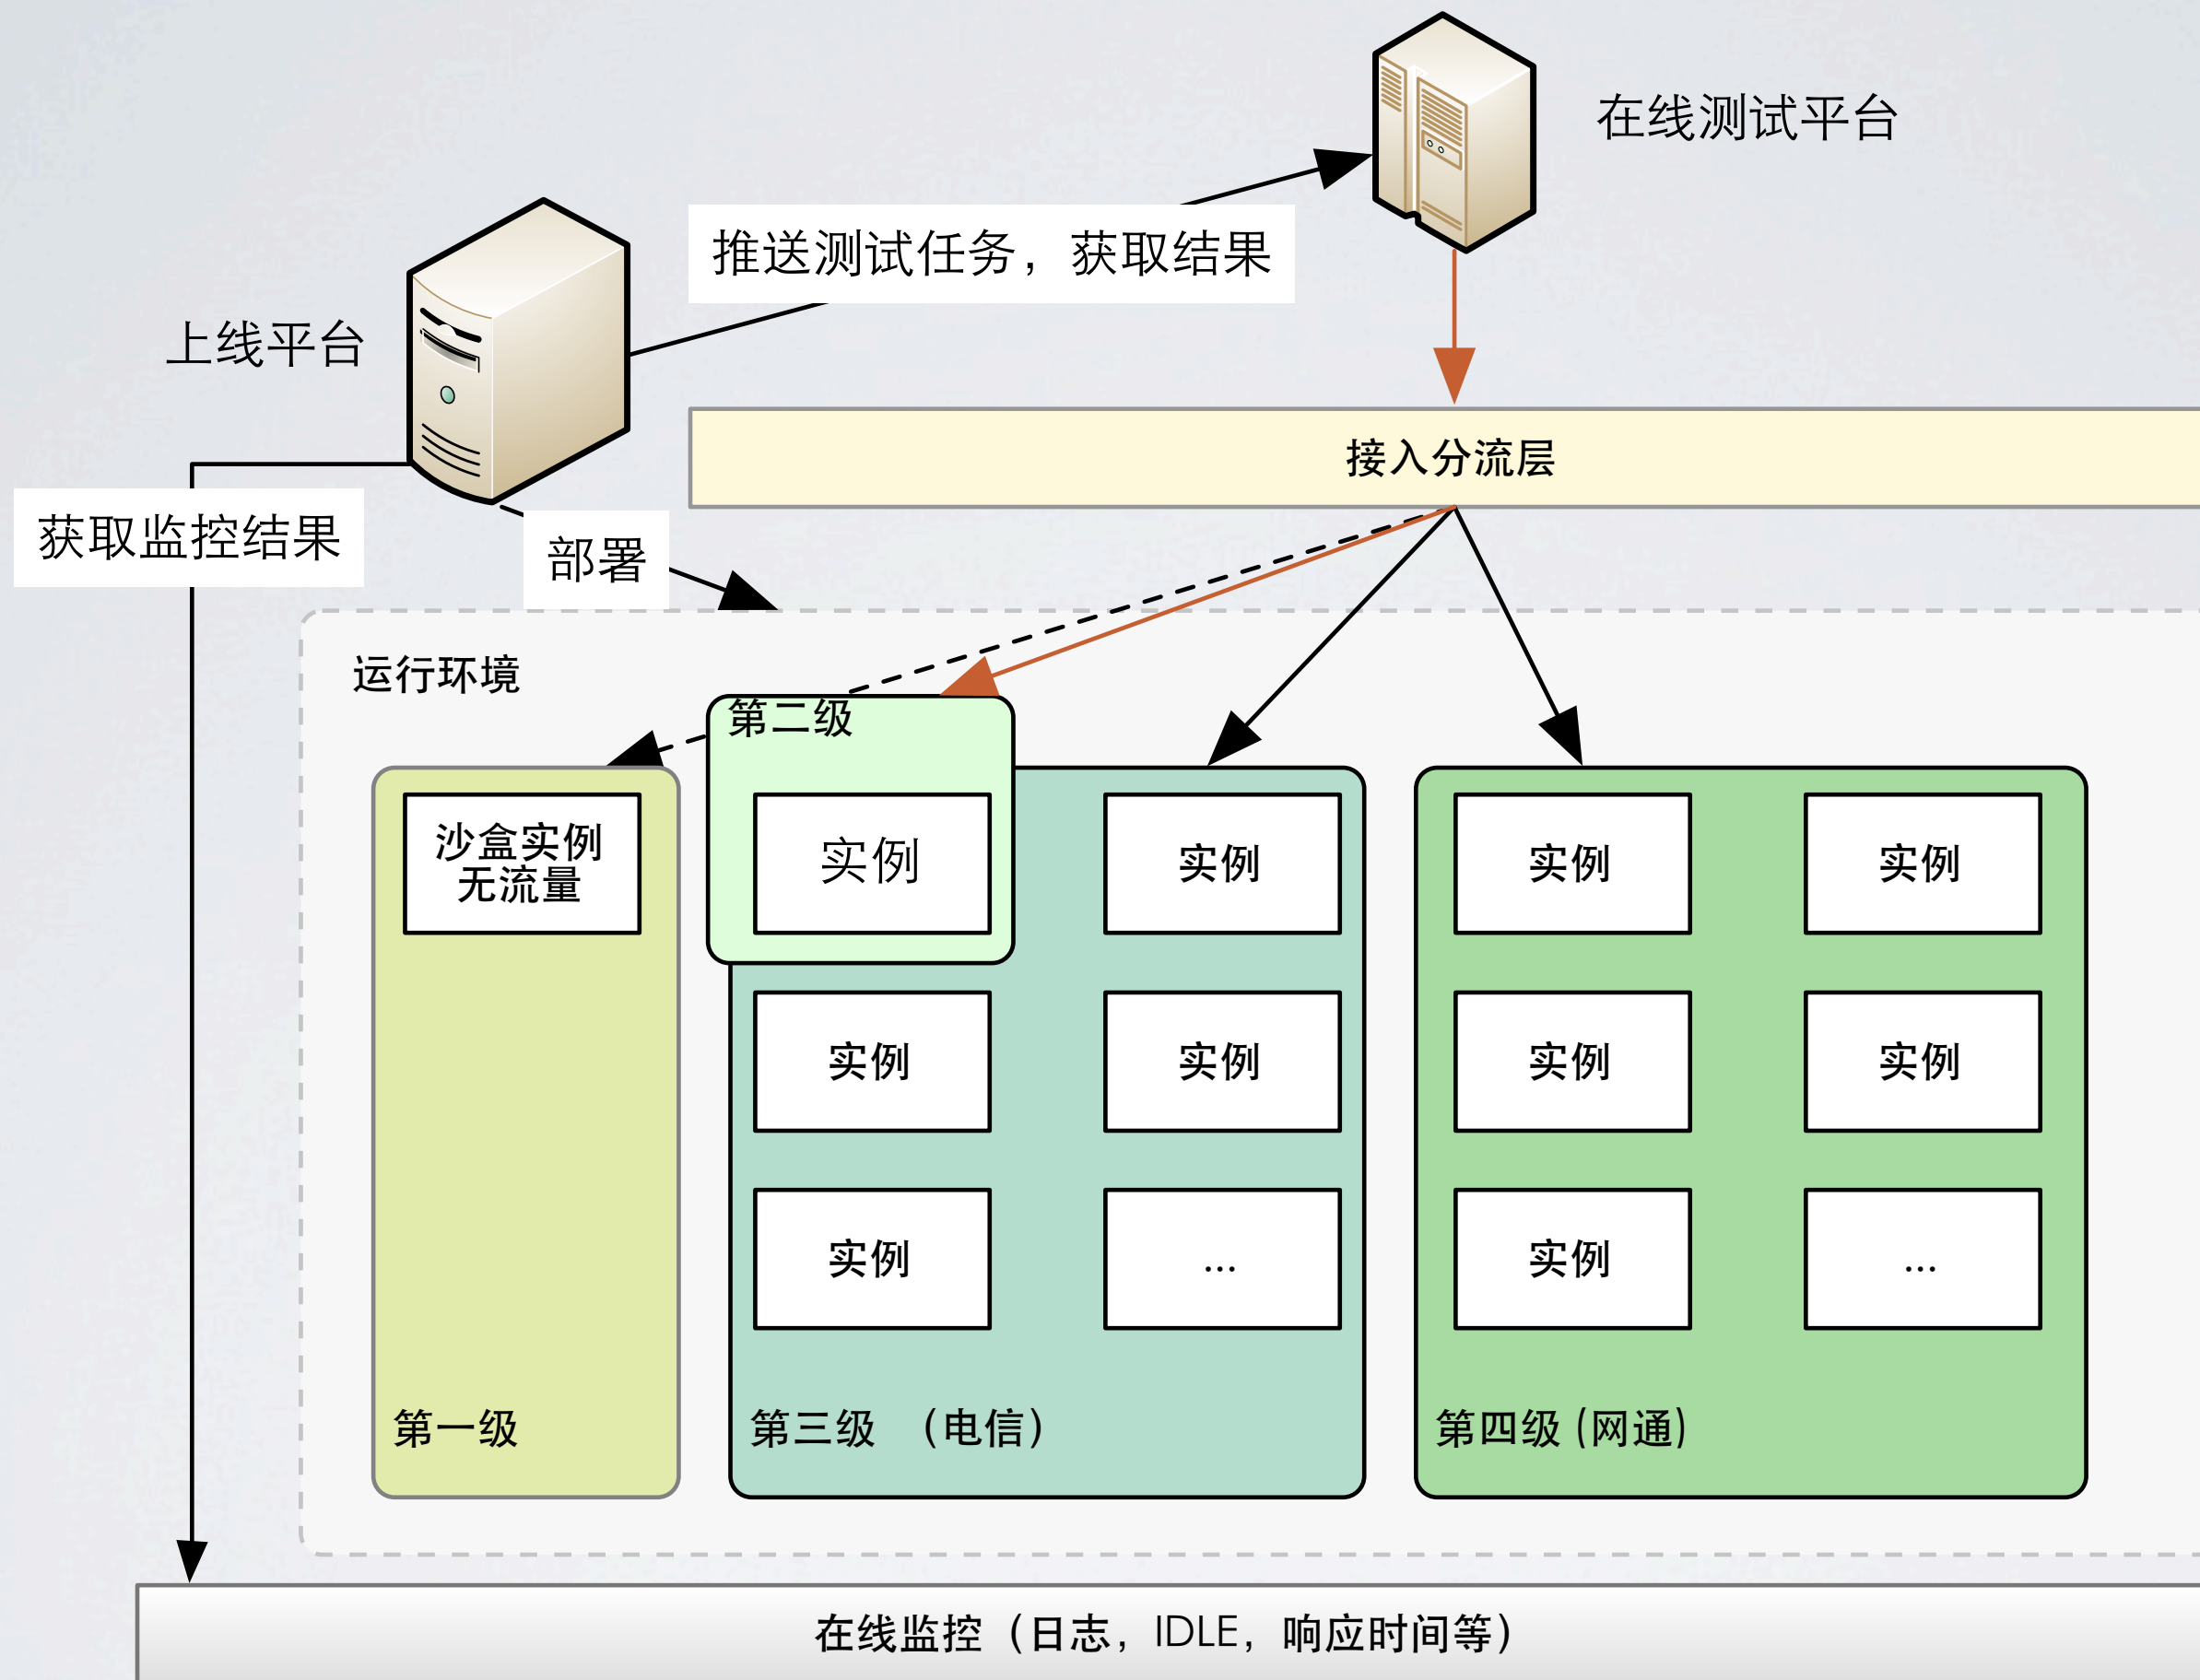 在线测试平台
推送测试任务，获取结果
上线平台
接入分流层
获取监控结果
部署
运行环境
第二级
沙盒实例
无流量
实例
实例
实例
实例
实例
实例
实例
实例
实例
...
实例
...
第一级
第三级 （电信）
第四级 (网通)
在线监控（日志，IDLE，响应时间等）